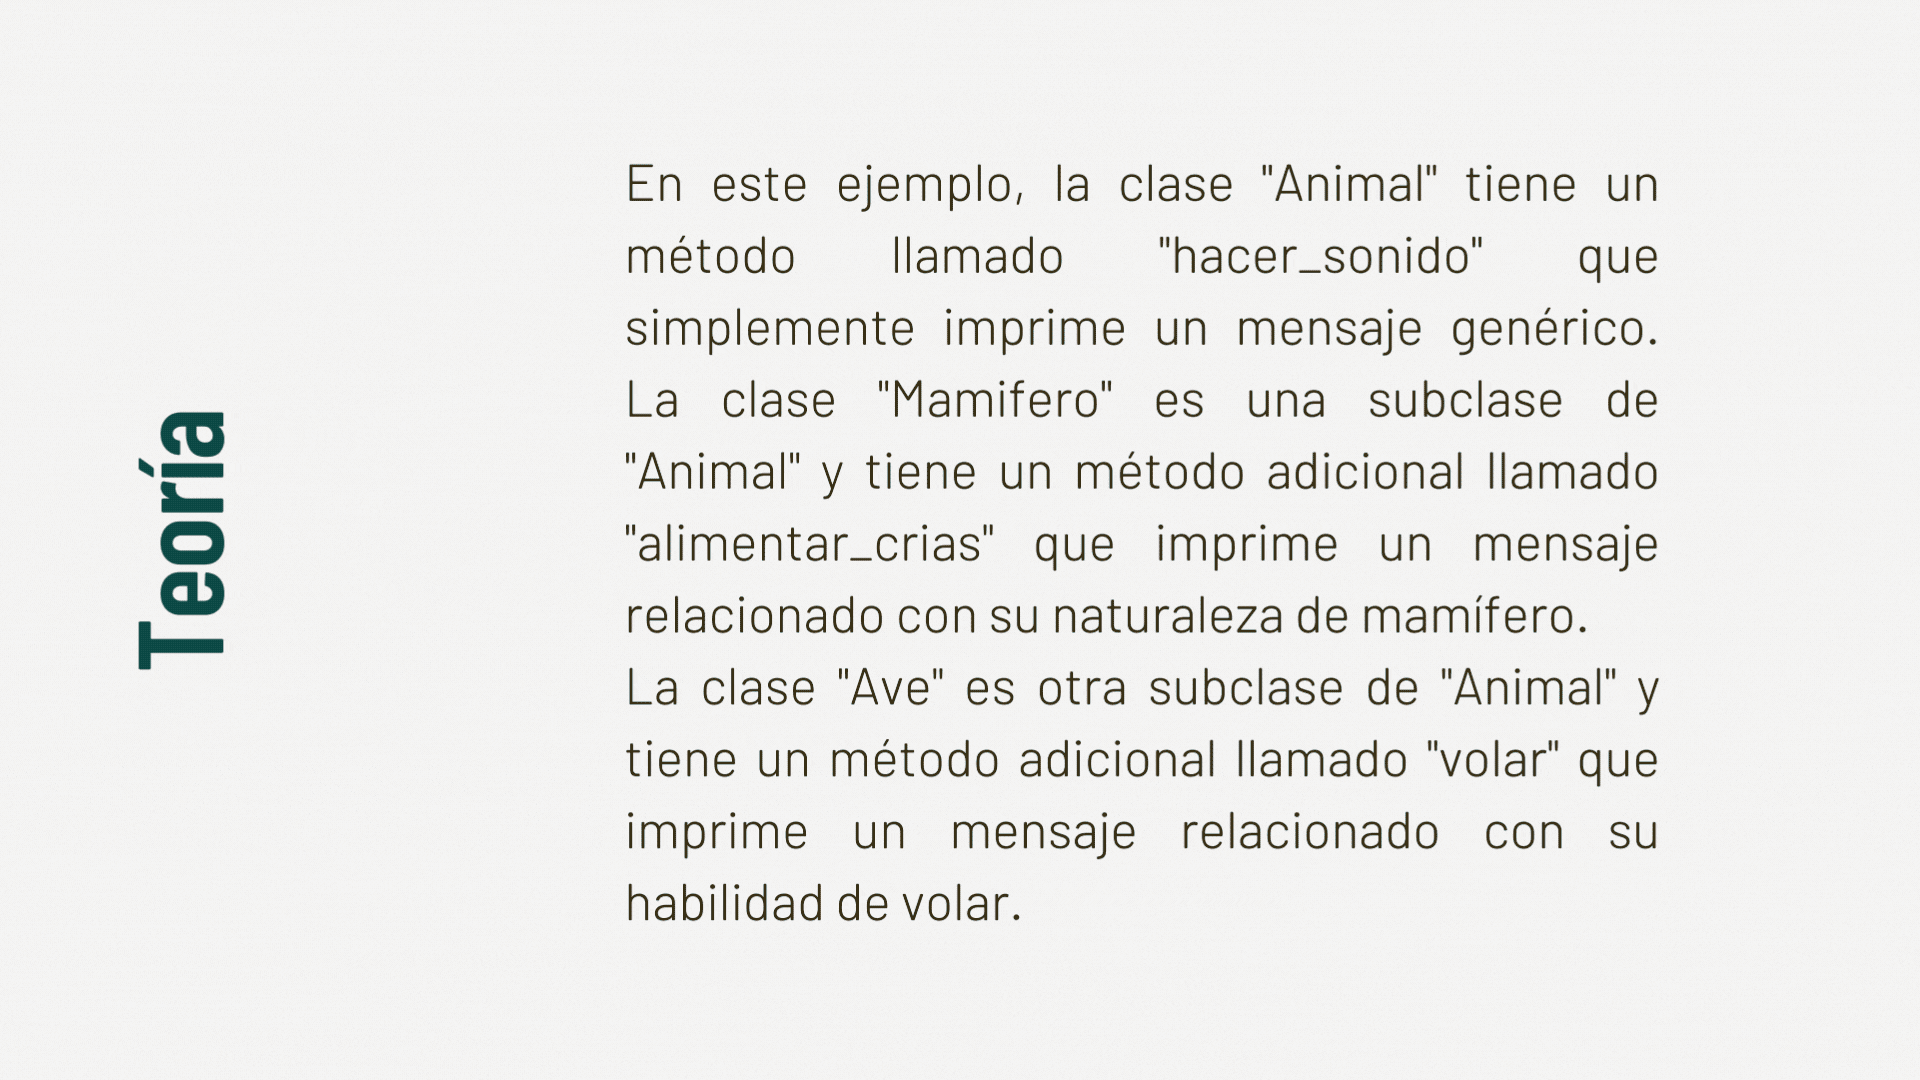 Teoría
En este ejemplo, la clase "Animal" tiene un
método llamado "hacer_sonido" que
simplemente imprime un mensaje genérico.
La clase "Mamifero" es una subclase de
"Animal" y tiene un método adicional llamado
"alimentar_crias" que imprime un mensaje
relacionado con su naturaleza de mamífero.
La clase "Ave" es otra subclase de "Animal" y
tiene un método adicional llamado "volar" que
imprime un mensaje relacionado con su
habilidad de volar.